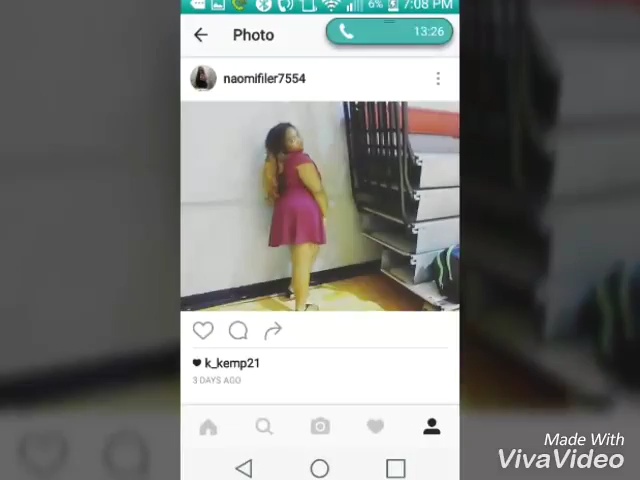 6% 7:08 PM
Photo
13:26
naomifiler7554
k_kemp21
3 DAYS AGO
Made With
VivaVideo